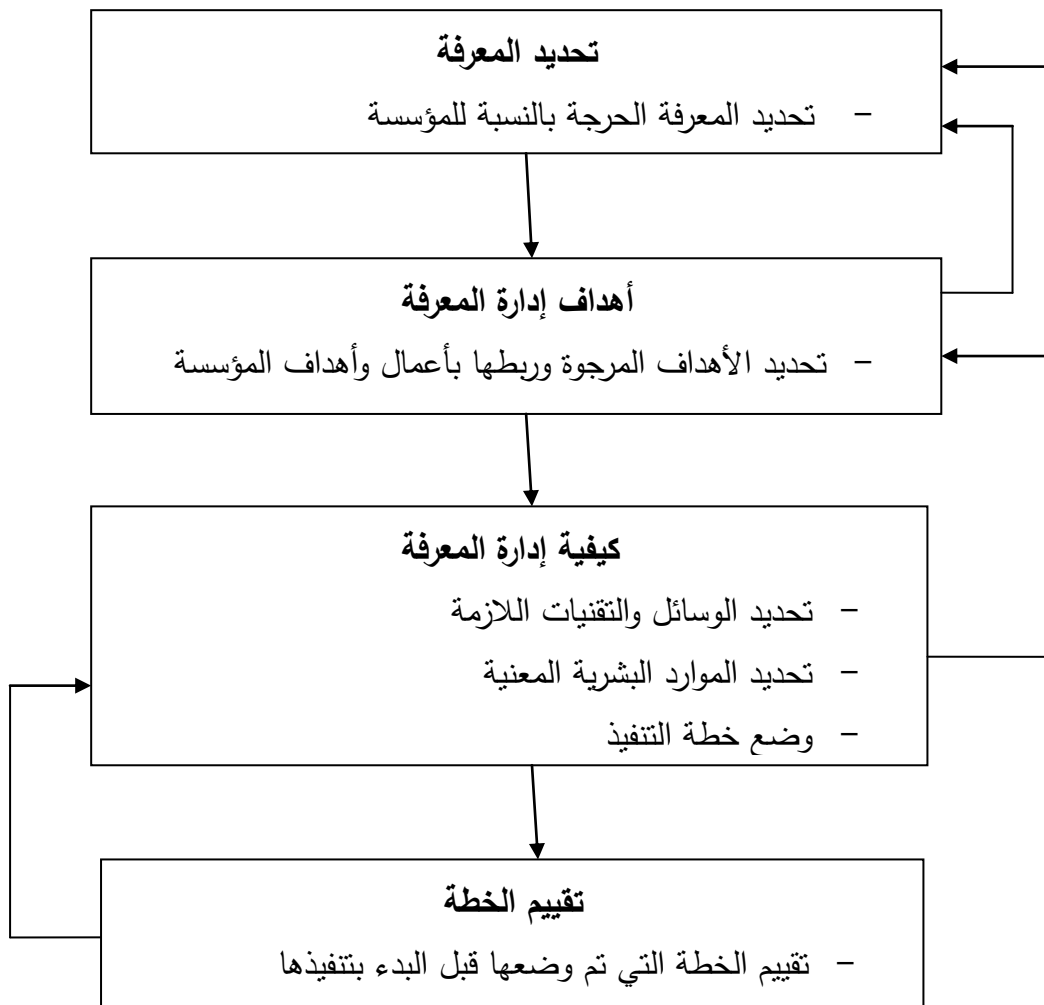 تحديد المعرفة
- تحديد المعرفة الحرجة بالنسبة للمؤسسة
أهداف إدارة المعرفة
- تحديد الأهداف المرجوة وربطها بأعمال وأهداف المؤسسة
كيفية إدارة المعرفة
- تحديد الوسائل والتقنيات اللازمة
- تحديد الموارد البشرية المعنية
- وضع خطة التنفيذ
تقييم الخطة
- تقييم الخطة التي تم وضعها قبل البدء بتنفيذها